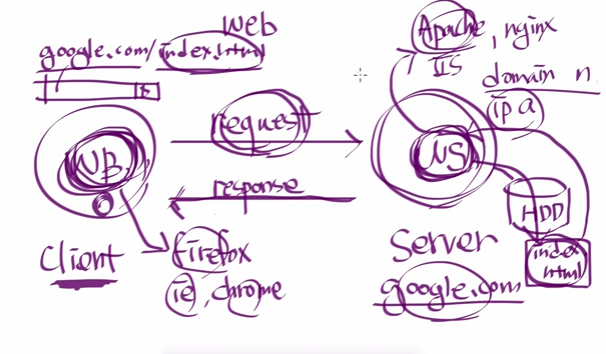 web
google.com/index.html
WB
Client
firefox
ie, chrome
request
response
Apache, nginx
IIS
domain n
ip a
WS
HDD
index
html
Server
google.com